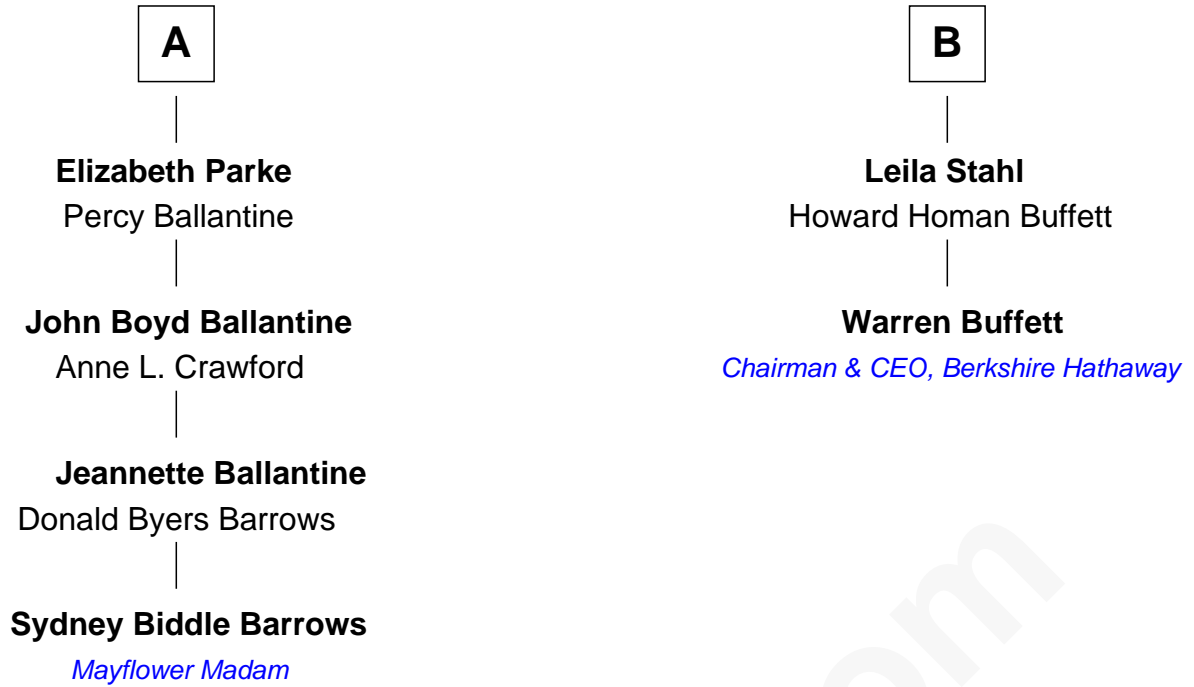 A
Elizabeth Parke
Percy Ballantine
John Boyd Ballantine
Anne L. Crawford
Jeannette Ballantine
Donald Byers Barrows
Sydney Biddle Barrows
Mayflower Madam
B
Leila Stahl
Howard Homan Buffett
Warren Buffett
Chairman & CEO, Berkshire Hathaway
om